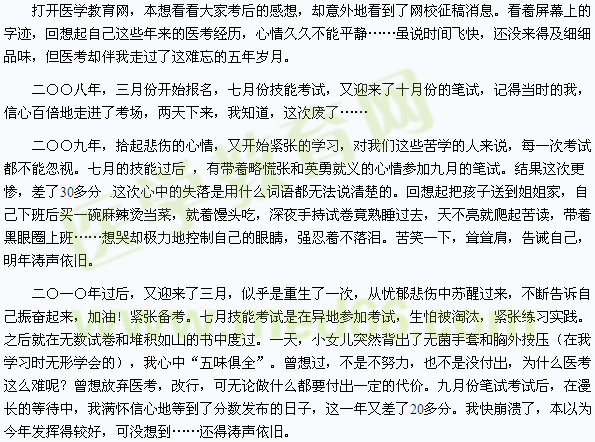 打开医学教育网，本想看看大家考后的感想，却意外地看到了网校征稿消息。看着屏幕上的
字迹，回想起自己这些年来的医考经历，心情久久不能平静……虽说时间飞快，还没来得及细细
品味，但医考却伴我走过了这难忘的五年岁月。
二〇〇八年，三月份开始报名，七月份技能考试，又迎来了十月份的笔试，记得当时的我，
信心百倍地走进了考场，两天下来，我知道，这次废了……
二〇〇九年，拾起悲伤的心情，又开始紧张的学习，对我们这些苦学的人来说，每一次考试
都不能忽视。七月的技能过后 ，有带着略慌张和英勇就义的心情参加九月的笔试。结果这次更
惨，差了30多分 .这次心中的失落是用什么词语都无法说清楚的。回想起把孩子送到姐姐家，自
己下班后买一碗麻辣烫当菜，就着馒头吃，深夜手持试卷竟熟睡过去，天不亮就爬起苦读，带着
黑眼圈上班……想哭却极力地控制自己的眼睛，强忍着不落泪。苦笑一下，耸耸肩，告诫自己，
明年涛声依旧。
二〇一〇年过后，又迎来了三月，似乎是重生了一次，从忧郁悲伤中苏醒过来，不断告诉自
己振奋起来，加油！紧张备考。七月技能考试是在异地参加考试，生怕被淘汰，紧张练习实践。
之后就在无数试卷和堆积如山的书中度过。一天，小女儿突然背出了无菌手套和胸外按压（在我
学习时无形学会的），我心中“五味俱全”。曾想过，不是不努力，也不是没付出，为什么医考
这么难呢？曾想放弃医考，改行，可无论做什么都要付出一定的代价。九月份笔试考试后，在漫
长的等待中，我满怀信心地等到了分数发布的日子，这一年又差了20多分。我快崩溃了，本以为
今年发挥得较好，可没想到……还得涛声依旧。
医学教育网
www.med66.com